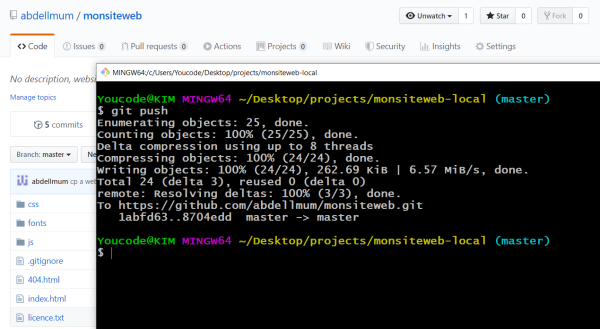 abdellmum / monsiteweb
Unwatch 1 Star 0 Fork 0
Code Issues 0 Pull requests 0 Actions Projects 0 Wiki Security Insights Settings
No description, websi
Manage topics
5 commits
Branch: master Ne
abdellmum cp a web
css
fonts
js
.gitignore
404.html
index.html
licence.txt
MINGW64:/c/Users/Youcode/Desktop/projects/monsiteweb-local
Youcode@KIM MINGW64 ~/Desktop/projects/monsiteweb-local (master)
$ git push
Enumerating objects: 25, done.
Counting objects: 100% (25/25), done.
Delta compression using up to 8 threads
Compressing objects: 100% (24/24), done.
Writing objects: 100% (24/24), 262.69 KiB | 6.57 MiB/s, done.
Total 24 (delta 3), reused 0 (delta 0)
remote: Resolving deltas: 100% (3/3), done.
To https://github.com/abdellmum/monsiteweb.git
1abfd63..8704edd master -> master
Youcode@KIM MINGW64 ~/Desktop/projects/monsiteweb-local (master)
$